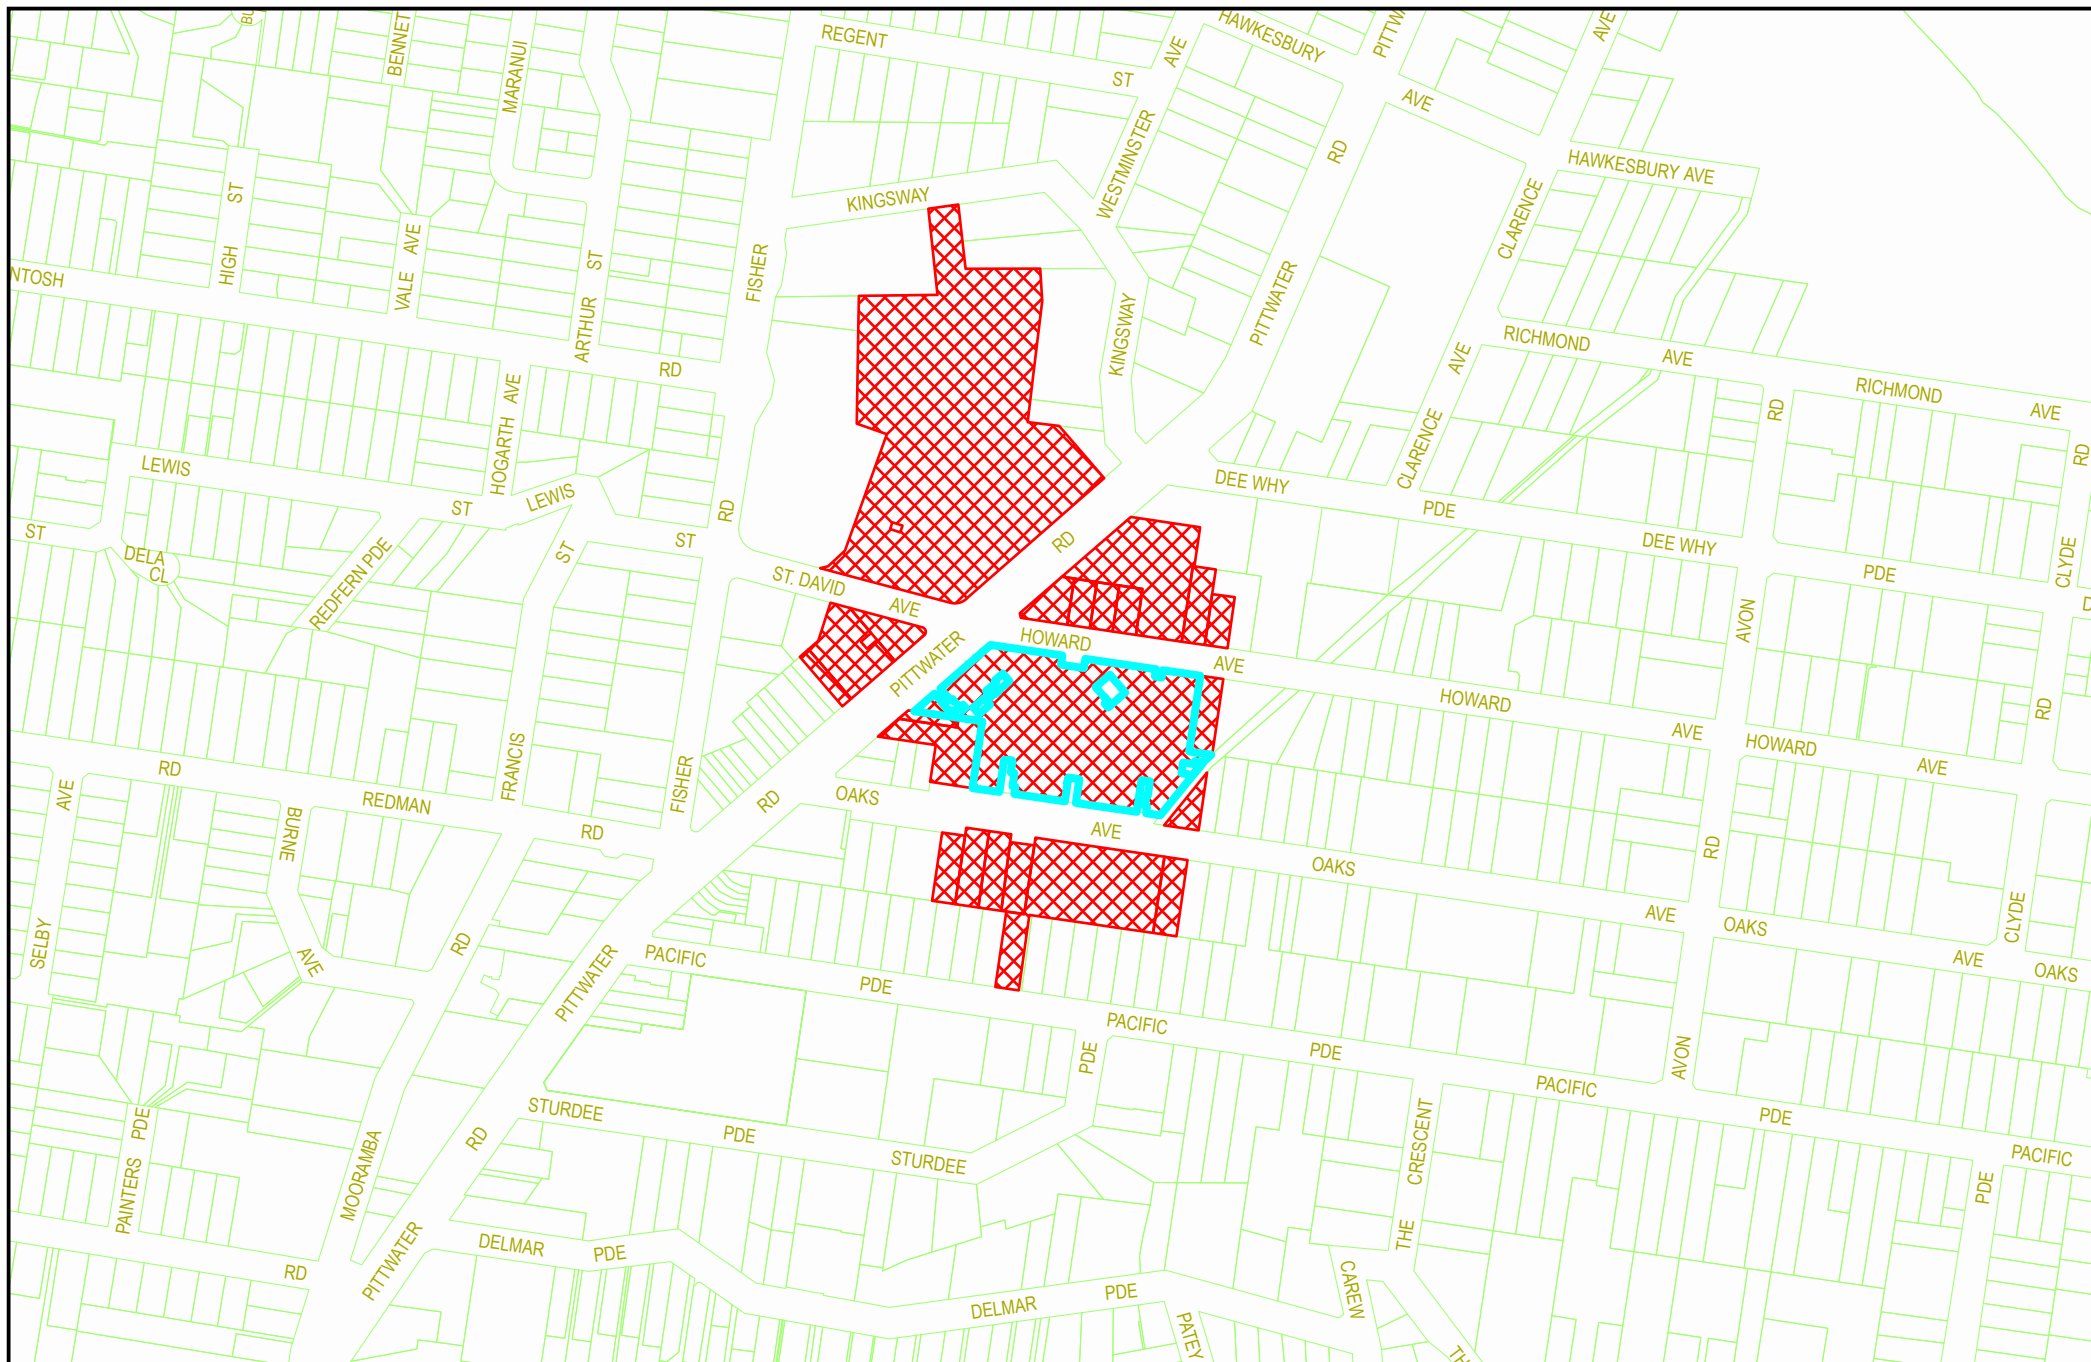 BENNET
MARANUI
REGENT
ST
AVE
HAWKESBURY
AVE
AVE
HIGH
ST
VALE
AVE
ARTHUR
ST
FISHER
KINGSWAY
WESTMINSTER
RD
HAWKESBURY AVE
CLARENCE
NTOSH
RD
KINGSWAY
PITTWATER
AVE
RICHMOND
AVE
RICHMOND
AVE
HOGARTH
AVE
LEWIS
ST
LEWIS
RD
CLARENCE
RD
RD
DEE WHY
PDE
DEE WHY
PDE
ST
DELA
CL
REDFERN PDE
ST
ST
ST. DAVID
AVE
RD
CLYDE
PITTWATER
HOWARD
AVE
AVON
HOWARD
AVE
HOWARD
AVE
RD
AVE
RD
REDMAN
BURNE
FRANCIS
RD
FISHER
RD
OAKS
AVE
OAKS
RD
AVE
OAKS
AVE
OAKS
CLYDE
SELBY
AVE
RD
PITTWATER
PACIFIC
PDE
PACIFIC
PDE
PDE
AVON
PACIFIC
PDE
PACIFIC
PDE
PAINTERS
PDE
MOORAMBA
RD
STURDEE
PDE
STURDEE
CRESCENT
THE
RD
PITTWATER
DELMAR
PDE
DELMAR
PDE
CAREW
PATEY